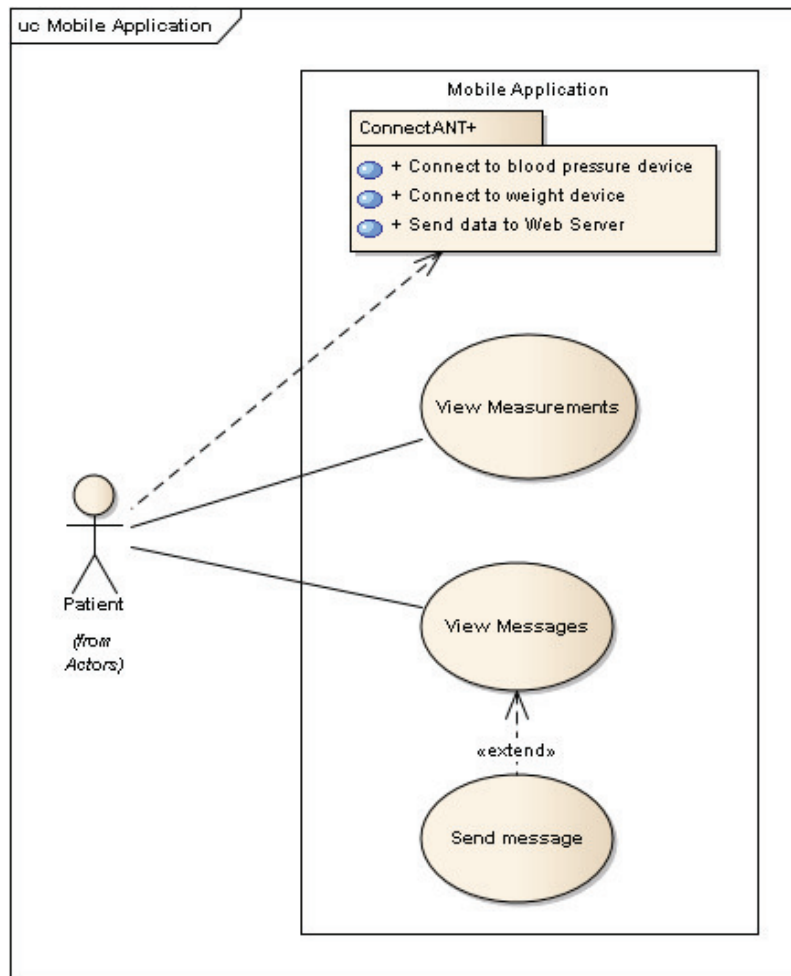 uc Mobile Application
Mobile Application
ConnectANT+
+ Connect to blood pressure device
+ Connect to weight device
+ Send data to Web Server
View Measurements
Patient
(from
Actors)
View Messages
«extend»
Send message